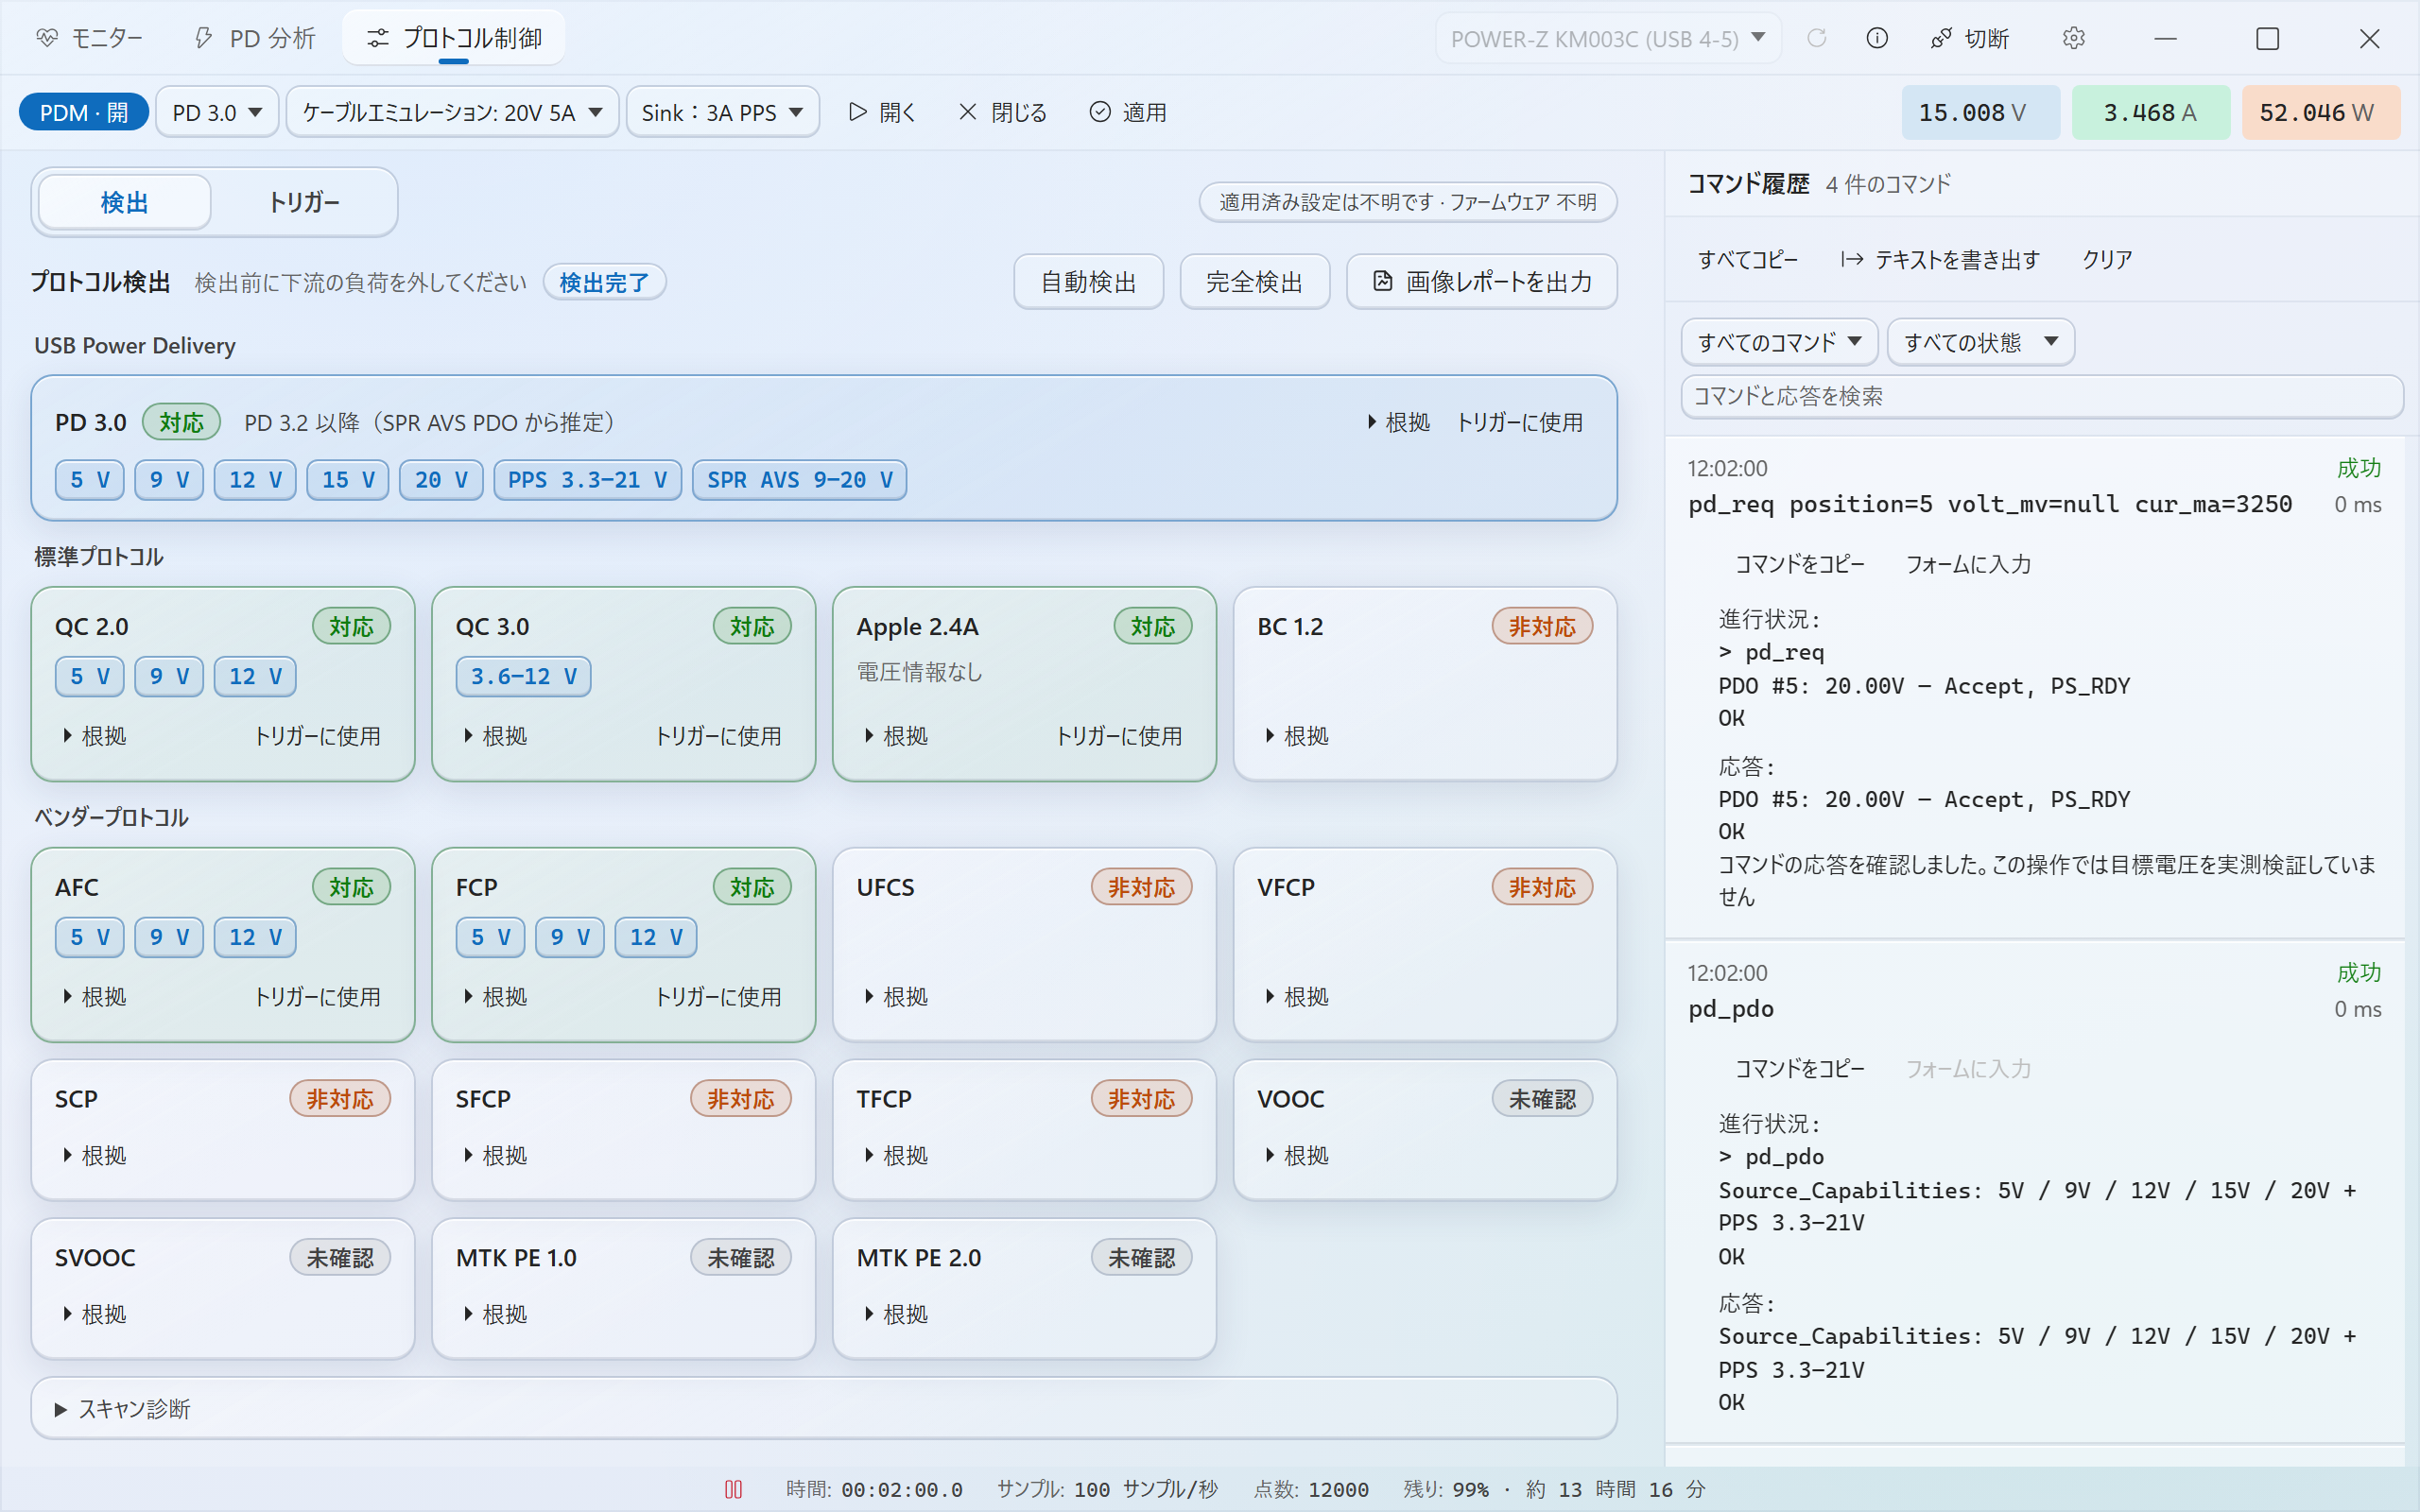 モニター
PD 分析
プロトコル制御
POWER-Z KM003C (USB 4-5)
切断
PDM · 開
PD 3.0
ケーブルエミュレーション: 20V 5A
Sink：3A PPS
開く
閉じる
適用
15.008 V
3.468 A
52.046 W
検出
トリガー
適用済み設定は不明です · ファームウェア 不明
プロトコル検出
検出前に下流の負荷を外してください
検出完了
自動検出
完全検出
画像レポートを出力
USB Power Delivery
PD 3.0
対応
PD 3.2 以降（SPR AVS PDO から推定）
根拠
トリガーに使用
5 V
9 V
12 V
15 V
20 V
PPS 3.3–21 V
SPR AVS 9–20 V
標準プロトコル
QC 2.0
対応
5 V
9 V
12 V
根拠
トリガーに使用
QC 3.0
対応
3.6–12 V
根拠
トリガーに使用
Apple 2.4A
対応
電圧情報なし
根拠
トリガーに使用
BC 1.2
非対応
根拠
ベンダープロトコル
AFC
対応
5 V
9 V
12 V
根拠
トリガーに使用
FCP
対応
5 V
9 V
12 V
根拠
トリガーに使用
UFCS
非対応
根拠
VFCP
非対応
根拠
SCP
非対応
根拠
SFCP
非対応
根拠
TFCP
非対応
根拠
VOOC
未確認
根拠
SVOOC
未確認
根拠
MTK PE 1.0
未確認
根拠
MTK PE 2.0
未確認
根拠
スキャン診断
コマンド履歴
4 件のコマンド
すべてコピー
テキストを書き出す
クリア
すべてのコマンド
すべての状態
コマンドと応答を検索
12:02:00
成功
pd_req position=5 volt_mv=null cur_ma=3250
0 ms
コマンドをコピー
フォームに入力
進行状況:
> pd_req
PDO #5: 20.00V — Accept, PS_RDY
OK
応答:
PDO #5: 20.00V — Accept, PS_RDY
OK
コマンドの応答を確認しました。この操作では目標電圧を実測検証していま
せん
12:02:00
成功
pd_pdo
0 ms
コマンドをコピー
フォームに入力
進行状況:
> pd_pdo
Source_Capabilities: 5V / 9V / 12V / 15V / 20V +
PPS 3.3–21V
OK
応答:
Source_Capabilities: 5V / 9V / 12V / 15V / 20V +
PPS 3.3–21V
OK
時間: 00:02:00.0
サンプル: 100 サンプル/秒
点数: 12000
残り: 99% · 約 13 時間 16 分